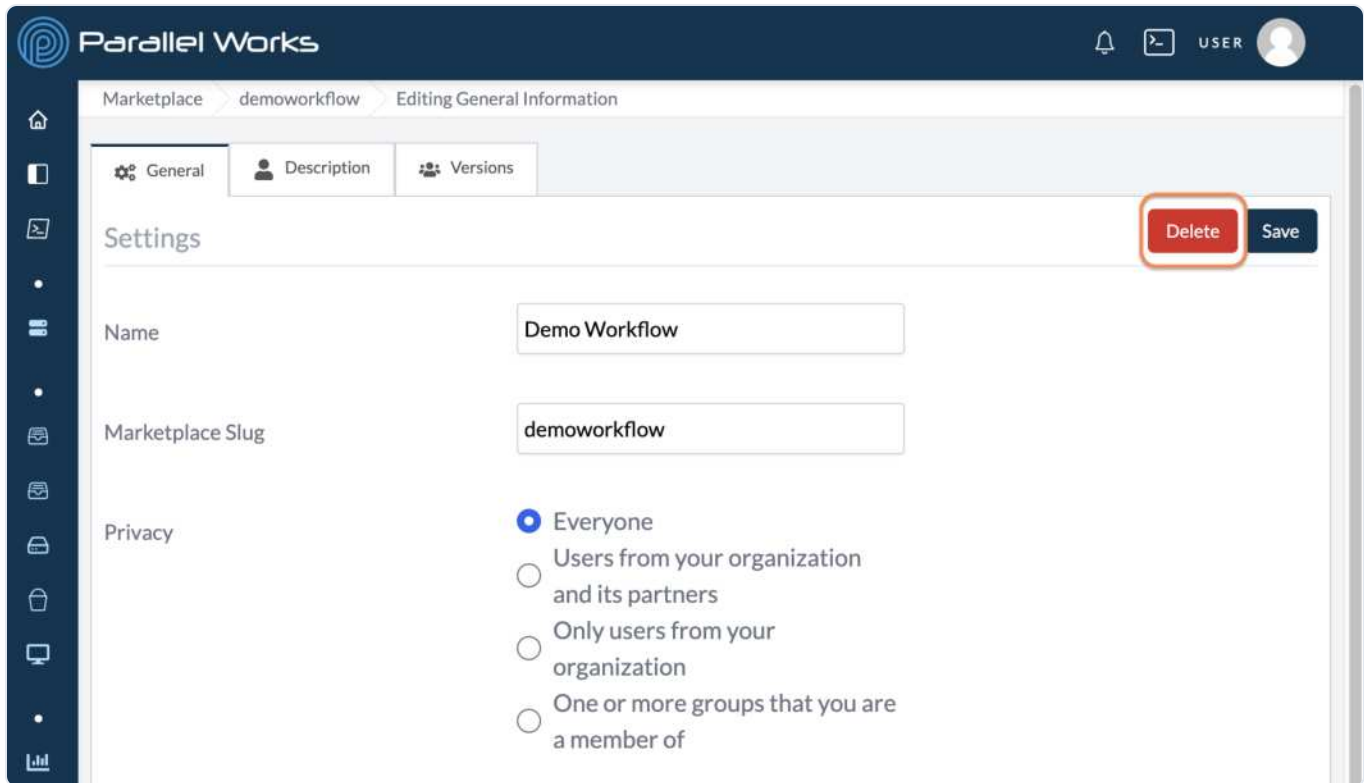 Parallel Works
USER
Marketplace demoworkflow Editing General Information
General Description Versions
Settings
Delete Save
Name
Demo Workflow
Marketplace Slug
demoworkflow
Privacy
Everyone
Users from your organization
and its partners
Only users from your
organization
One or more groups that you are
a member of